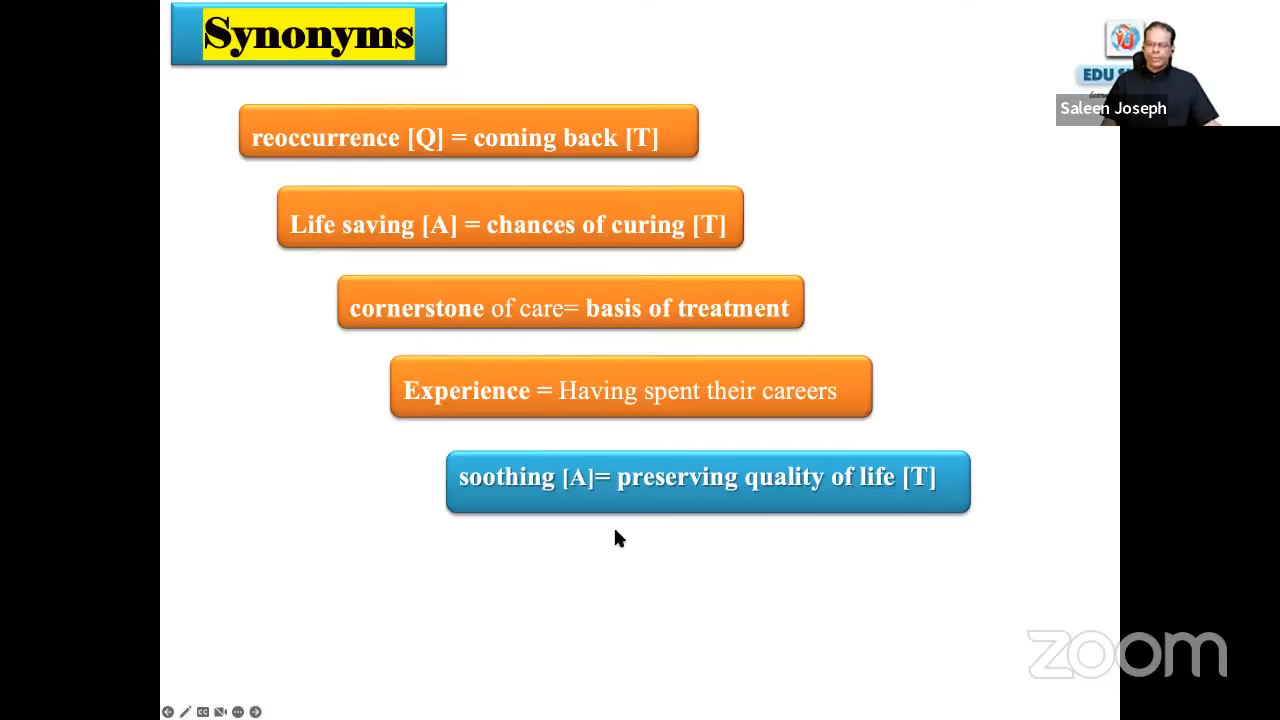 Synonyms
EDU
Saleen Joseph
reoccurrence [Q] = coming back [T]
Life saving [A] = chances of curing [T]
cornerstone of care= basis of treatment
Experience = Having spent their careers
soothing [A]= preserving quality of life [T]
zoom